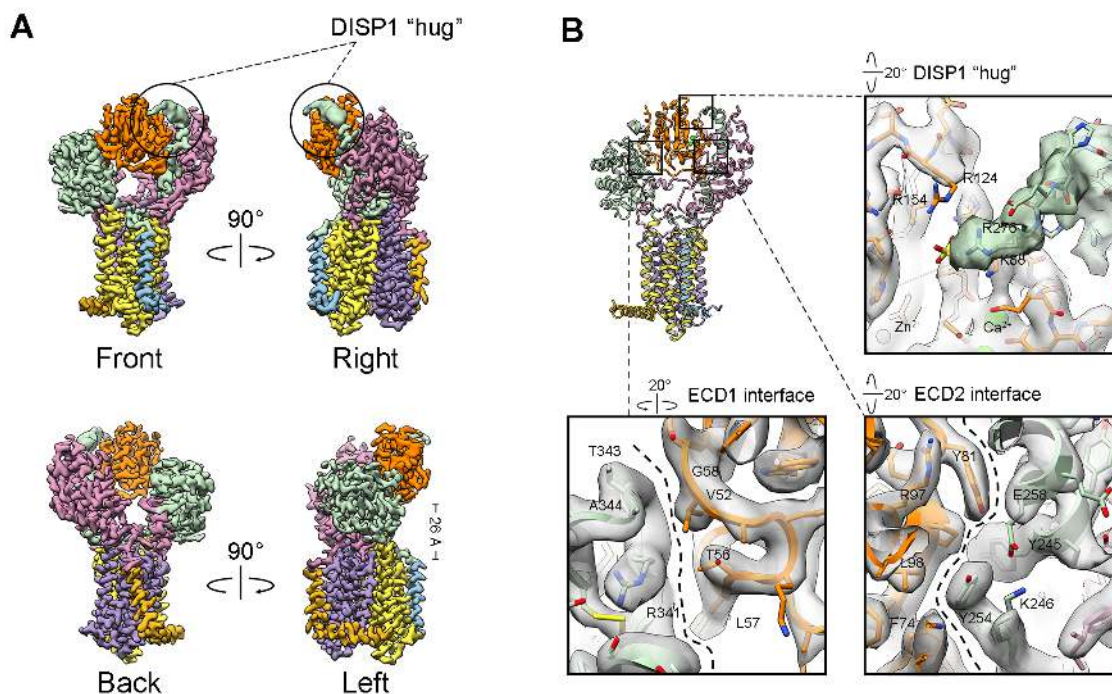 A
DISP1 “hug”
90°
Front
Right
90°
⊢26 A⊣
Back
Left
B
20° DISP1 “hug”
R124
R154
R276
K88
Zn²⁺
Ca²⁺
20° ECD1 interface
T343
G58
A344
V52
T56
R341
L57
20° ECD2 interface
Y81
R97
E258
Y245
L98
K246
Y254
F74